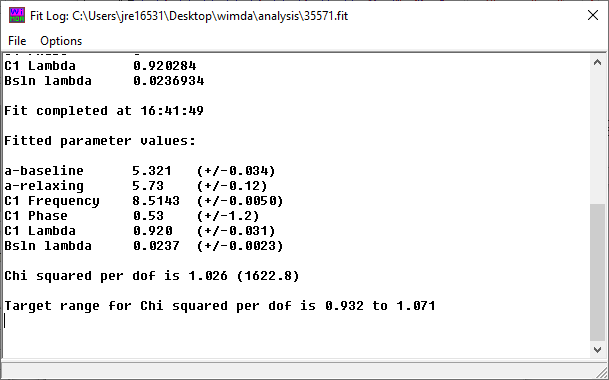 Fit Log: C:\Users\jre16531\Desktop\wimda\analysis\35571.fit
File Options
C1 Lambda 0.920284
Bsln lambda 0.0236934
Fit completed at 16:41:49
Fitted parameter values:
a-baseline 5.321 (+/-0.034)
a-relaxing 5.73 (+/-0.12)
C1 Frequency 8.5143 (+/-0.0050)
C1 Phase 0.53 (+/-1.2)
C1 Lambda 0.920 (+/-0.031)
Bsln lambda 0.0237 (+/-0.0023)
Chi squared per dof is 1.026 (1622.8)
Target range for Chi squared per dof is 0.932 to 1.071